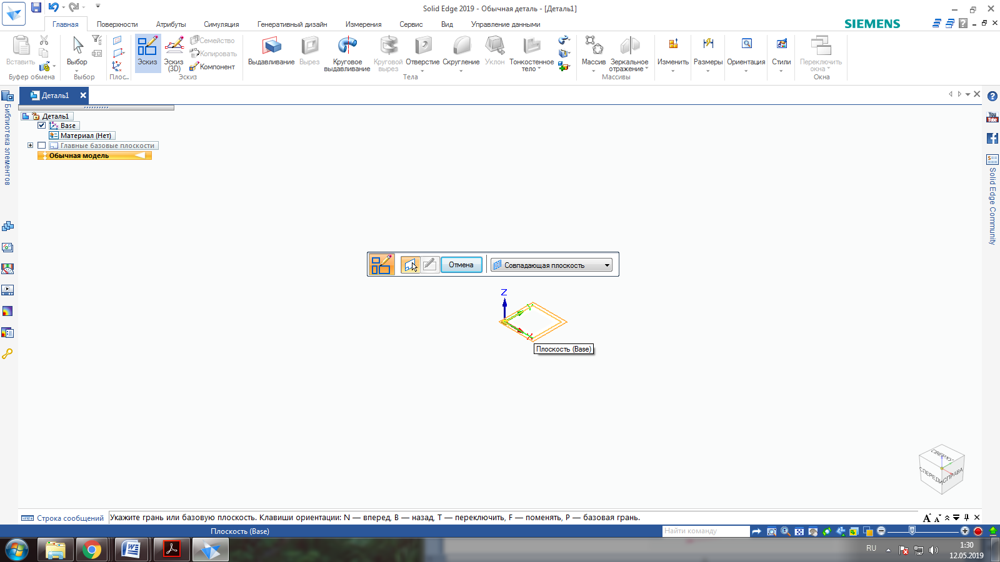 Solid Edge 2019 - Обычная деталь - [Деталь1]
Главная Поверхности Атрибуты Симуляция Генеративный дизайн Измерения Сервис Вид Управление данными
SIEMENS
Вставить
Буфер обмена
Выбор
Выбор
Плос...
Эскиз
Эскиз (3D)
Семейство
Копировать
Компонент
Эскиз
Выдавливание
Вырез
Круговое выдавливание
Круговой вырез
Отверстие
Скругление
Уклон
Тонкостенное тело
Тела
Массив
Зеркальное отражение
Массивы
Изменить
Размеры
Ориентация
Стили
Переключить окна
Окна
Деталь1
Библиотека элементов
Деталь1
Base
Материал (Нет)
Главные базовые плоскости
Обычная модель
You Tube
Solid Edge Community
Отмена
Совпадающая плоскость
Z
Y
X
Плоскость (Base)
СВЕРХУ
СПЕРЕДИ
СПРАВА
Строка сообщений
Укажите грань или базовую плоскость. Клавиши ориентации: N — вперед, B — назад, T — переключить, F — поменять, P — базовая грань.
A A
Плоскость (Base)
Найти команду
RU
1:30
12.05.2019